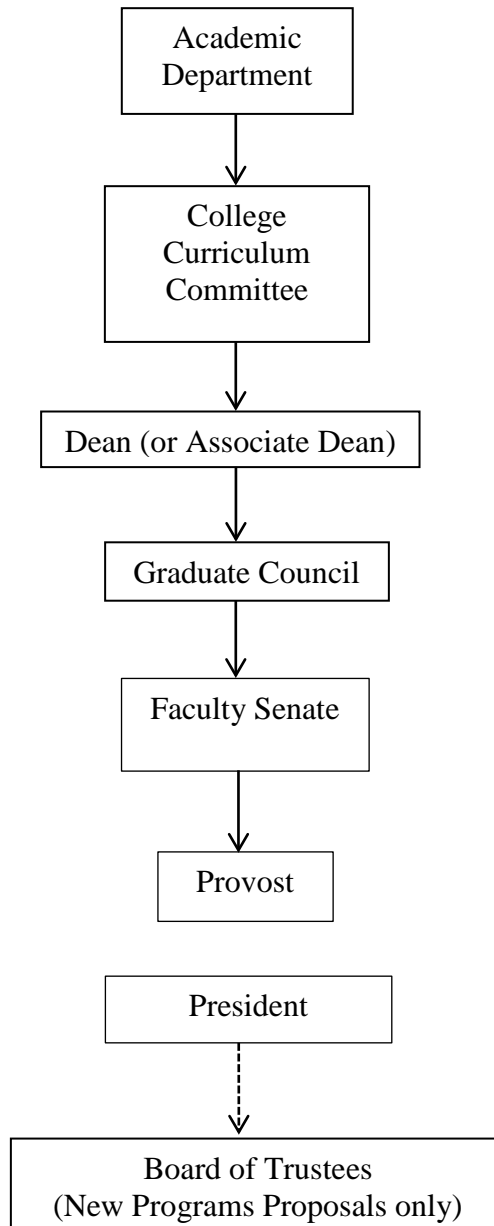 Academic
Department
College
Curriculum
Committee
Dean (or Associate Dean)
Graduate Council
Faculty Senate
Provost
President
Board of Trustees
(New Programs Proposals only)